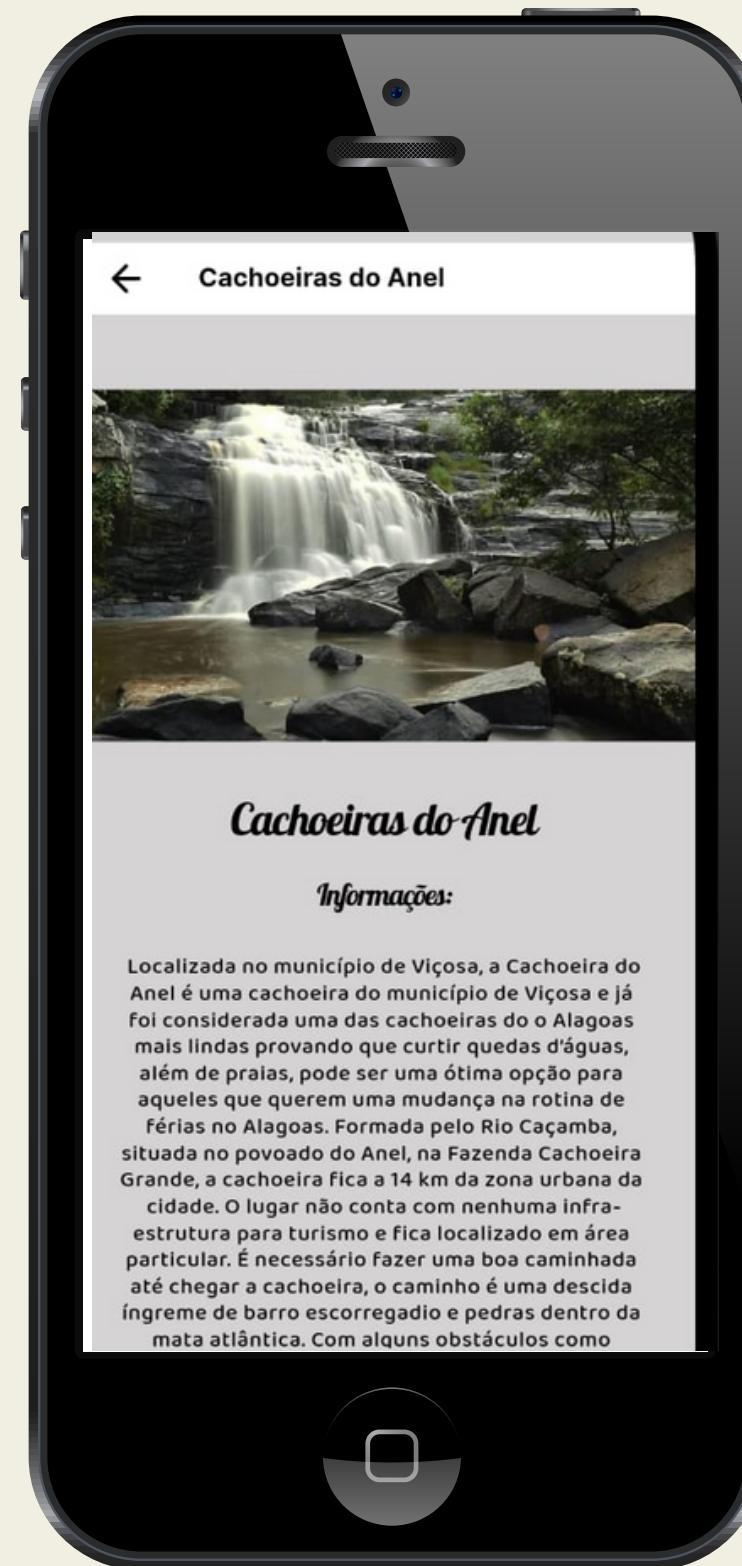 Cachoeiras do Anel
Cachoeiras do Anel
Informações:
Localizada no município de Viçosa, a Cachoeira do
Anel é uma cachoeira do município de Viçosa e já
foi considerada uma das cachoeiras do o Alagoas
mais lindas provando que curtir quedas d'águas,
além de praias, pode ser uma ótima opção para
aqueles que querem uma mudança na rotina de
férias no Alagoas. Formada pelo Rio Caçamba,
situada no povoado do Anel, na Fazenda Cachoeira
Grande, a cachoeira fica a 14 km da zona urbana da
cidade. O lugar não conta com nenhuma infra-
estrutura para turismo e fica localizado em área
particular. É necessário fazer uma boa caminhada
até chegar a cachoeira, o caminho é uma descida
íngreme de barro escorregadio e pedras dentro da
mata atlântica. Com alguns obstáculos como